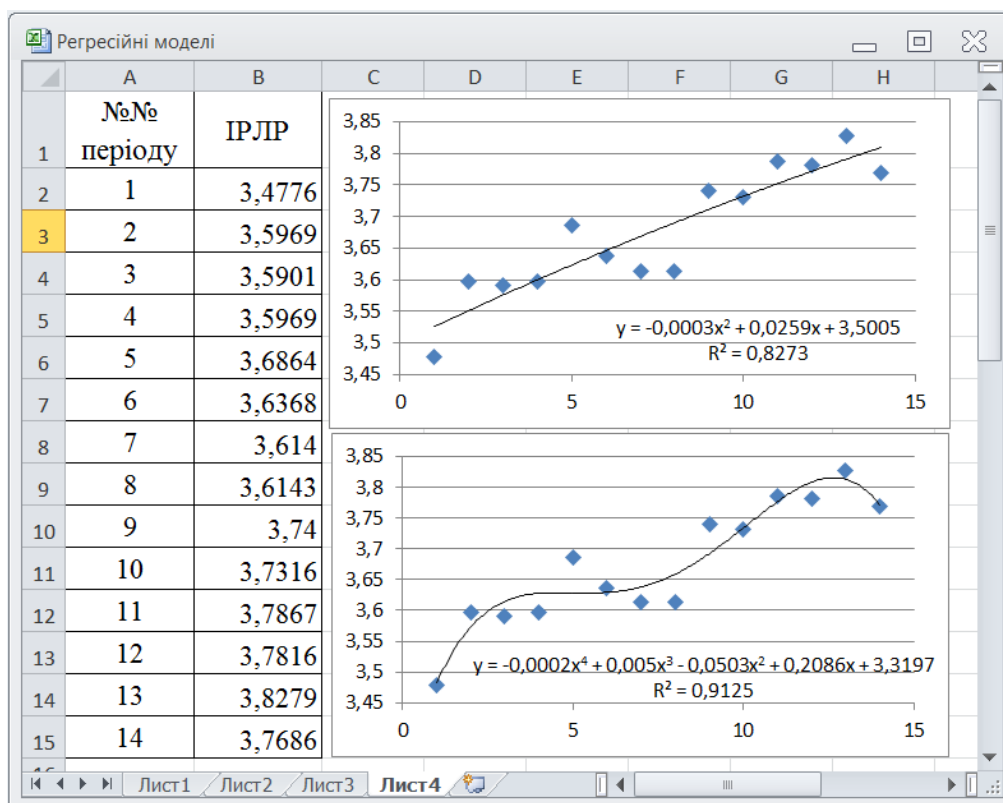 Регресійні моделі
A B C D E F G H
1 №№ періоду ІРЛР
2 1 3,4776
3 2 3,5969
4 3 3,5901
5 4 3,5969
6 5 3,6864
7 6 3,6368
8 7 3,614
9 8 3,6143
10 9 3,74
11 10 3,7316
12 11 3,7867
13 12 3,7816
14 13 3,8279
15 14 3,7686
3,85
3,8
3,75
3,7
3,65
3,6
3,55
3,5
3,45
y = -0,0003x² + 0,0259x + 3,5005
R² = 0,8273
0 5 10 15
3,85
3,8
3,75
3,7
3,65
3,6
3,55
3,5
3,45
y = -0,0002x⁴ + 0,005x³ - 0,0503x² + 0,2086x + 3,3197
R² = 0,9125
0 5 10 15
Лист1 Лист2 Лист3 Лист4